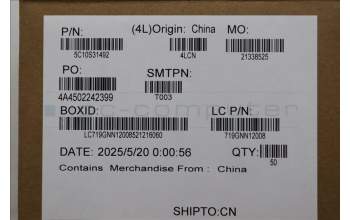 P/N: (4L)Origin: China MO:
5C10S31492 4LCN 21338525
PO: SMTPN:
4A4502242399 T003
BOXID: LC P/N:
LC719GNN12008521216060 719GNN12008
DATE: 2025/5/20 0:00:56 QTY:
50
Contains Merchandise From : China
SHIPTO:CN